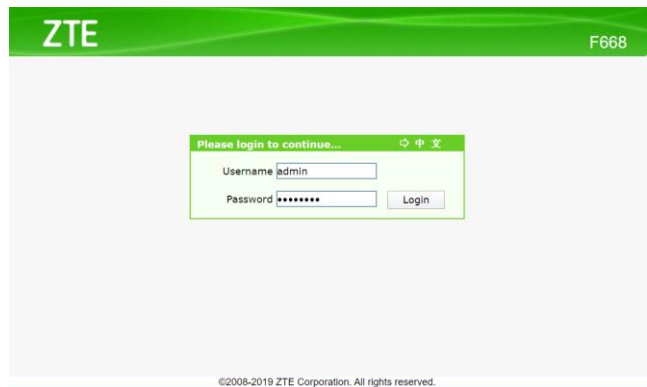 ZTE
F668
Please login to continue... ➪ 中 文
Username admin
Password ••••••••
Login
©2008-2019 ZTE Corporation. All rights reserved.